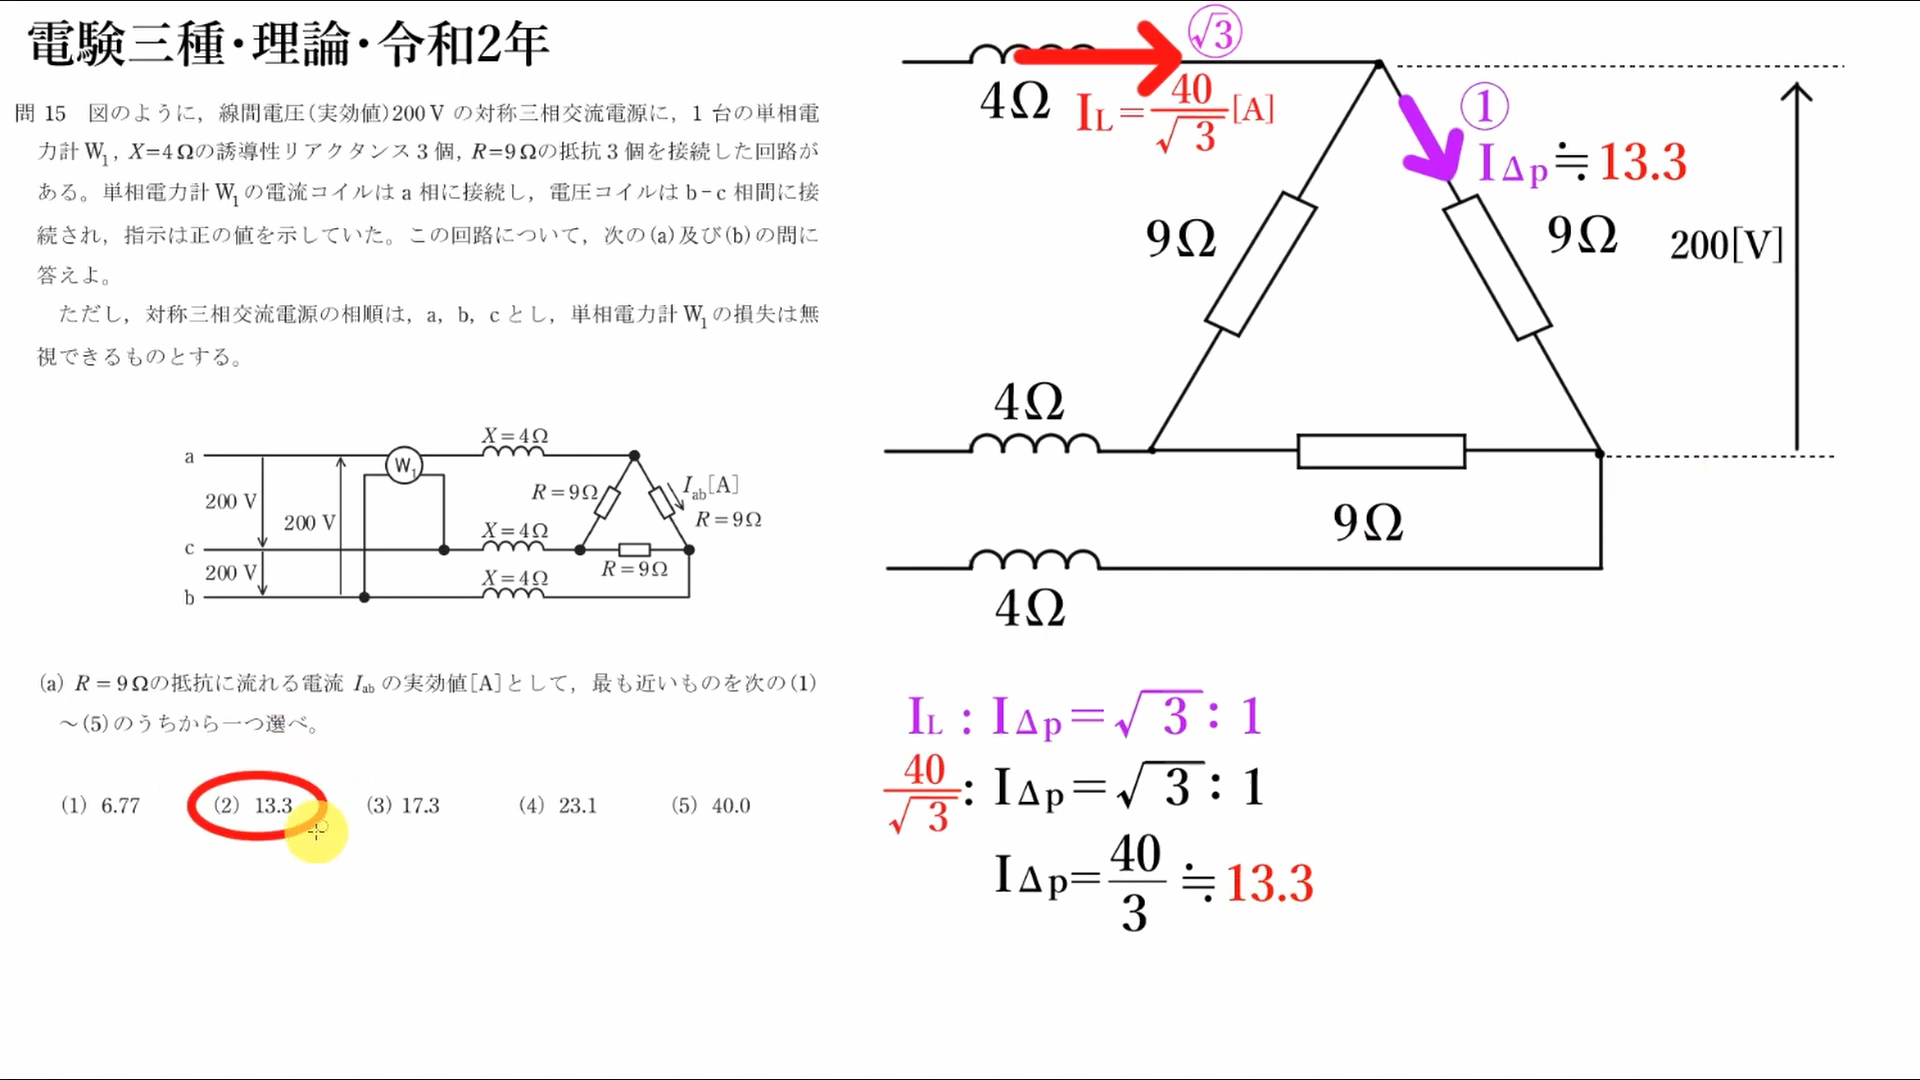 電験三種・理論・令和2年
問 15　図のように，線間電圧(実効値)200 V の対称三相交流電源に，1 台の単相電
力計 W₁，X=4 Ωの誘導性リアクタンス 3 個，R=9Ωの抵抗 3 個を接続した回路が
ある。単相電力計 W₁ の電流コイルは a 相に接続し，電圧コイルは b−c 相間に接
続され，指示は正の値を示していた。この回路について，次の(a)及び(b)の問に
答えよ。
ただし，対称三相交流電源の相順は，a，b，c とし，単相電力計 W₁ の損失は無
視できるものとする。
a
W₁
X=4Ω
200 V
200 V
R=9Ω
Iab[A]
R=9Ω
c
X=4Ω
200 V
X=4Ω
R=9Ω
b
(a) R = 9 Ωの抵抗に流れる電流 Iab の実効値[A]として，最も近いものを次の(1)
～(5)のうちから一つ選べ。
(1) 6.77 (2) 13.3 (3) 17.3 (4) 23.1 (5) 40.0
√3
4Ω
IL=40/√3[A]
①
IΔp≒13.3
9Ω
9Ω
200[V]
4Ω
9Ω
4Ω
IL : IΔp=√3 : 1
40/√3 : IΔp=√3 : 1
IΔp=40/3≒13.3